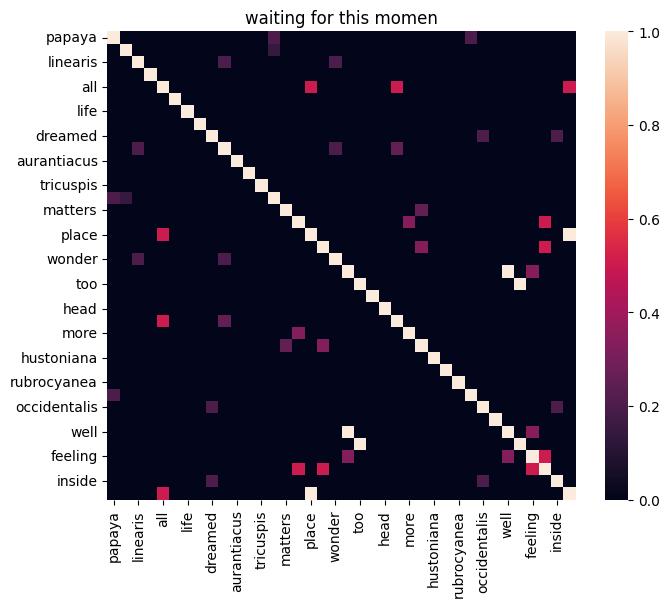 waiting for this momen
papaya
linearis
all
life
dreamed
aurantiacus
tricuspis
matters
place
wonder
too
head
more
hustoniana
rubrocyanea
occidentalis
well
feeling
inside
1.0
0.8
0.6
0.4
0.2
0.0
papaya
linearis
all
life
dreamed
aurantiacus
tricuspis
matters
place
wonder
too
head
more
hustoniana
rubrocyanea
occidentalis
well
feeling
inside